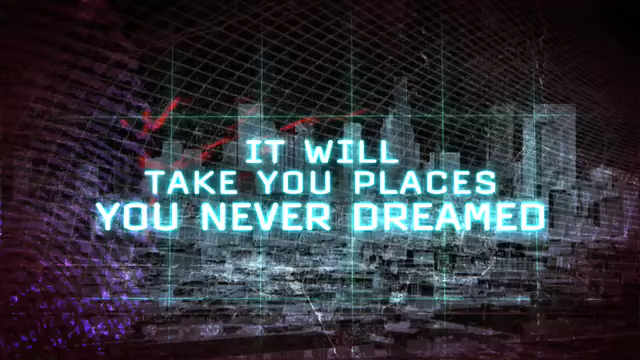 IT WILL
TAKE YOU PLACES
YOU NEVER DREAMED